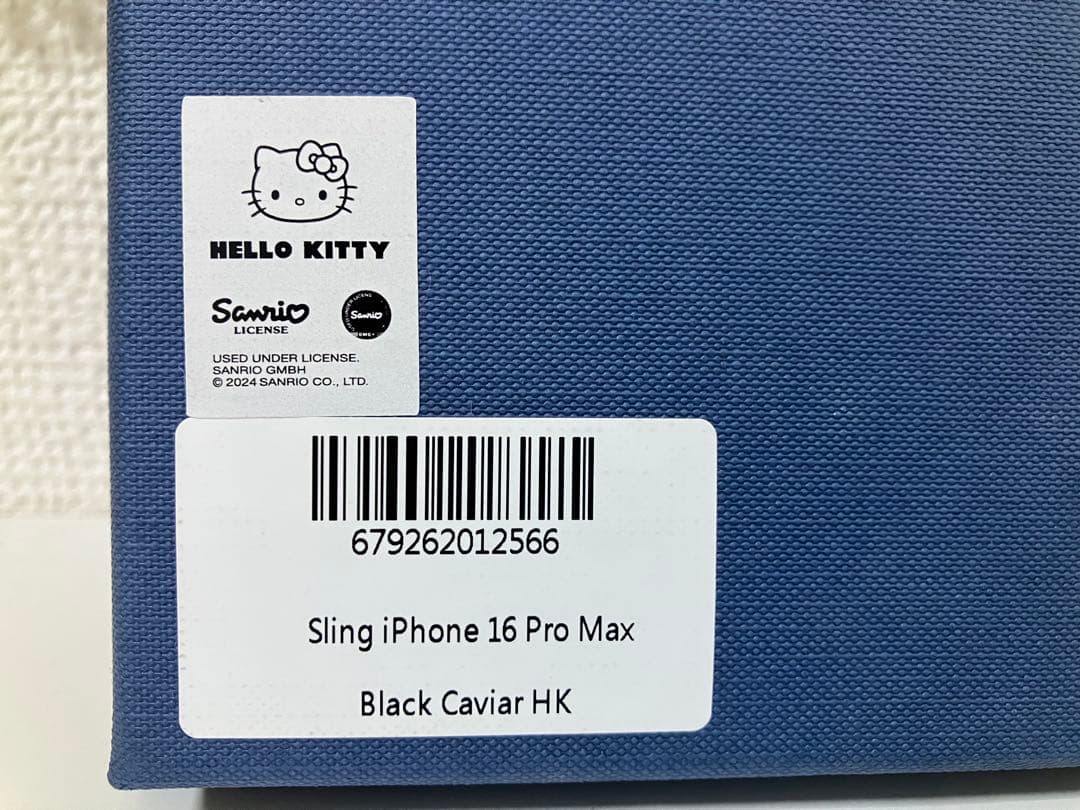 HELLO KITTY
Sanrio
LICENSE
Sanrio
USED UNDER LICENSE.
SANRIO GMBH
© 2024 SANRIO CO., LTD.
679262012566
Sling iPhone 16 Pro Max
Black Caviar HK